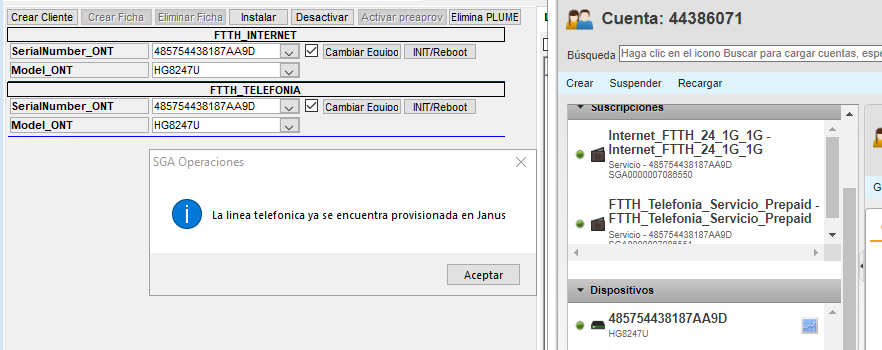 Crear Cliente Crear Ficha Eliminar Ficha Instalar Desactivar Activar preaprov Elimina PLUME
FTTH_INTERNET
SerialNumber_ONT 485754438187AA9D Cambiar Equipo INIT/Reboot
Model_ONT HG8247U
FTTH_TELEFONIA
SerialNumber_ONT 485754438187AA9D Cambiar Equipo INIT/Reboot
Model_ONT HG8247U
SGA Operaciones
La linea telefonica ya se encuentra provisionada en Janus
Aceptar
Cuenta: 44386071
Búsqueda Haga clic en el icono Buscar para cargar cuentas, espe
Crear Suspender Recargar
Suscripciones
Internet_FTTH_24_1G_1G -
Internet_FTTH_24_1G_1G
Servicio - 485754438187AA9D
SGA0000007086550
FTTH_Telefonia_Servicio_Prepaid -
FTTH_Telefonia_Servicio_Prepaid
Servicio - 485754438187AA9D
SGA0000007086551
Dispositivos
485754438187AA9D
HG8247U